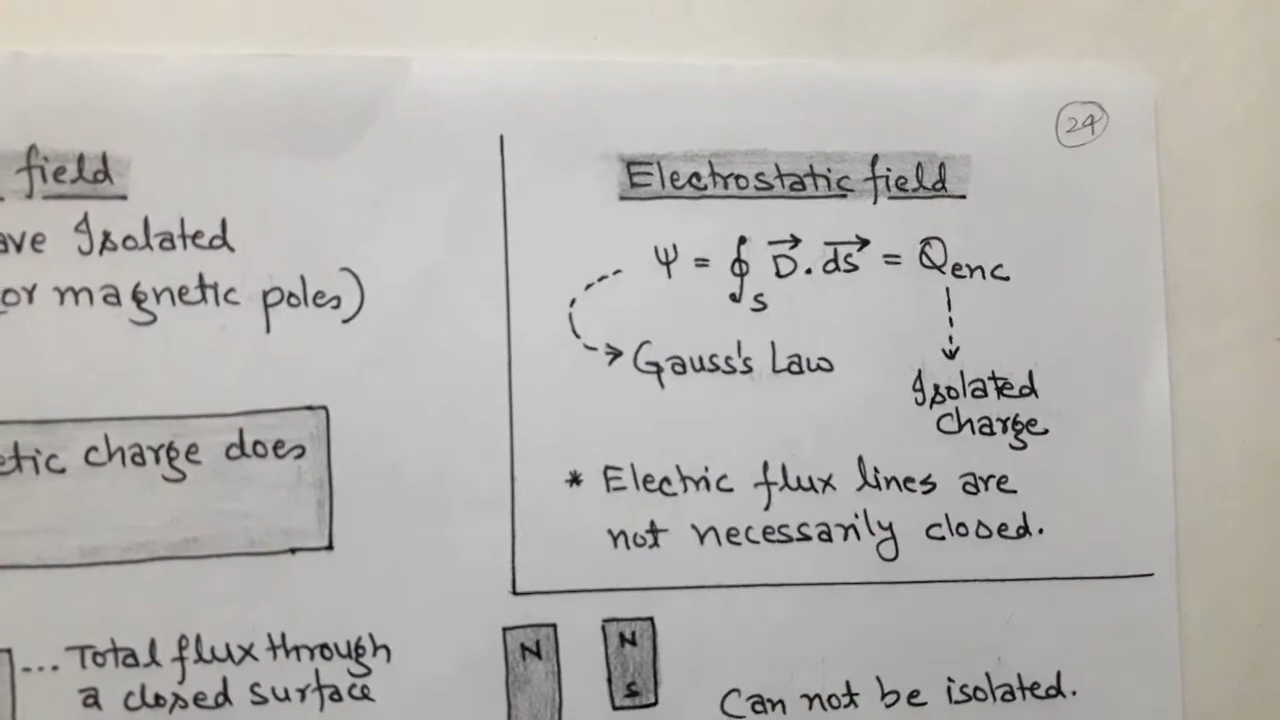 24
field
ave Isolated
or magnetic poles)
etic charge does
... Total flux through
a closed surface
Electrostatic field
Ψ = ∮S D⃗ . ds⃗ = Qenc
Gauss's Law
Isolated
Charge
* Electric flux lines are
not necessarily closed.
N
N
S
Can not be isolated.